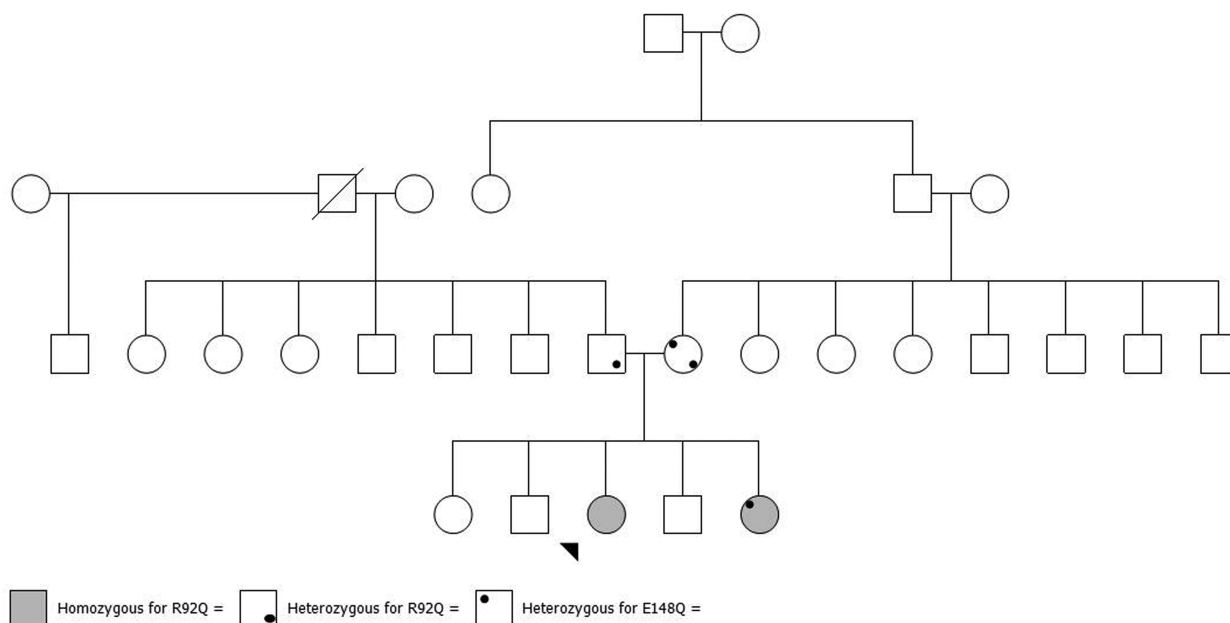 Homozygous for R92Q = Heterozygous for R92Q = Heterozygous for E148Q =